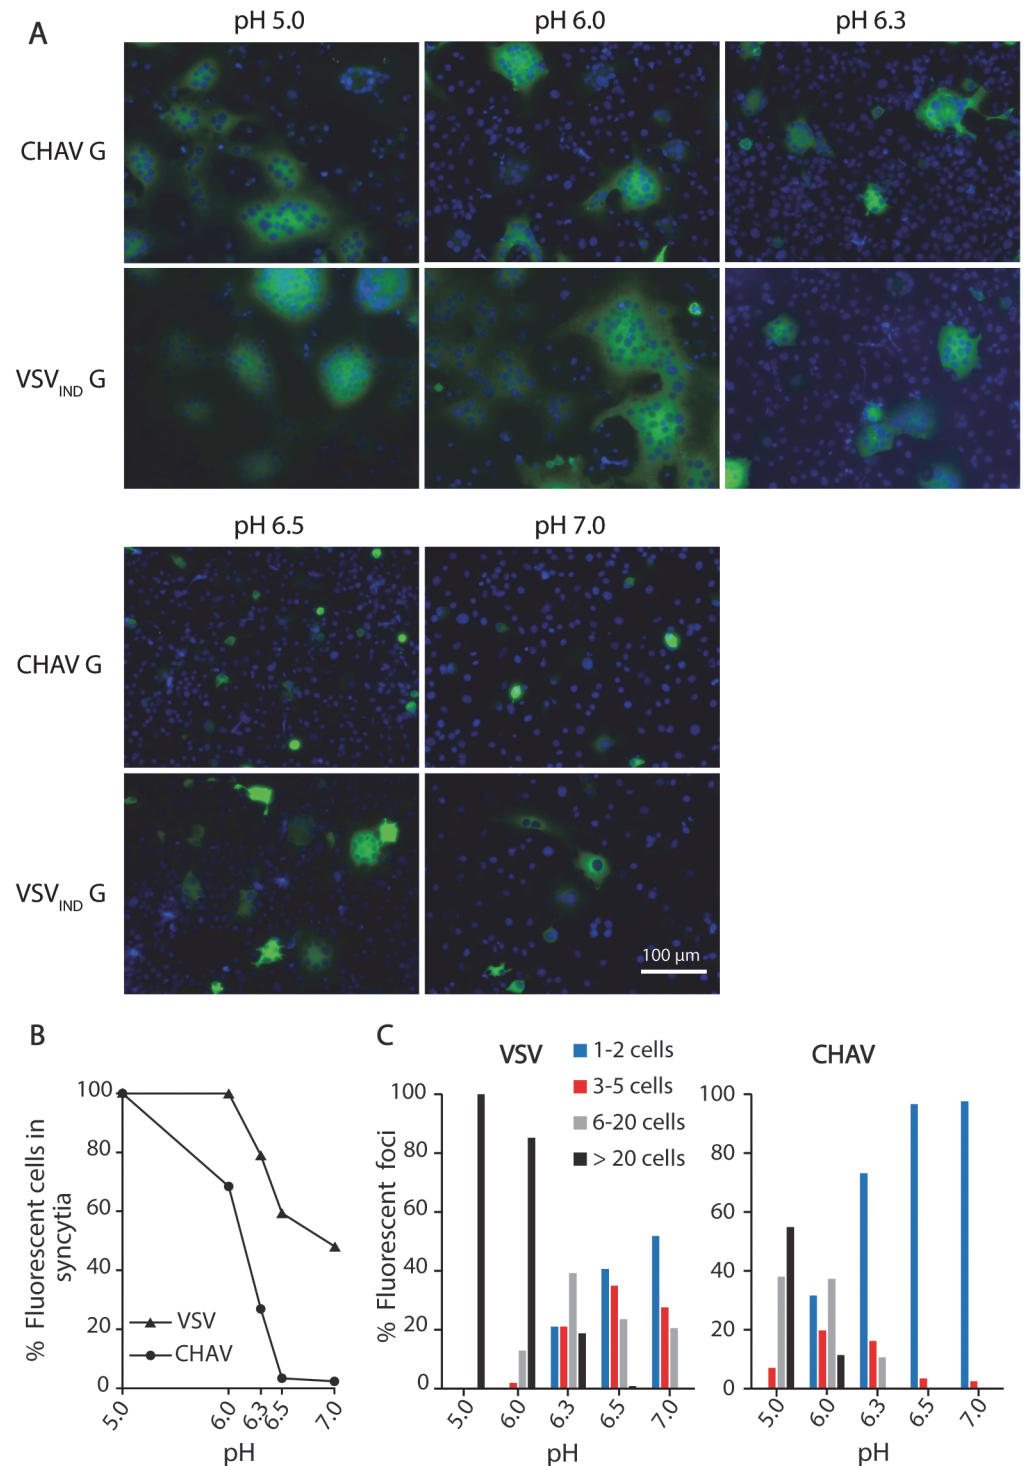 A
pH 5.0
pH 6.0
pH 6.3
CHAV G
VSV_IND G
pH 6.5
pH 7.0
CHAV G
VSV_IND G
100 µm
B
% Fluorescent cells in
syncytia
100
80
60
40
20
0
VSV
CHAV
5.0
6.0
6.3
6.5
7.0
pH
C
VSV
1-2 cells
3-5 cells
6-20 cells
> 20 cells
CHAV
% Fluorescent foci
100
80
60
40
20
0
5.0
6.0
6.3
6.5
7.0
pH
100
80
60
40
20
0
5.0
6.0
6.3
6.5
7.0
pH